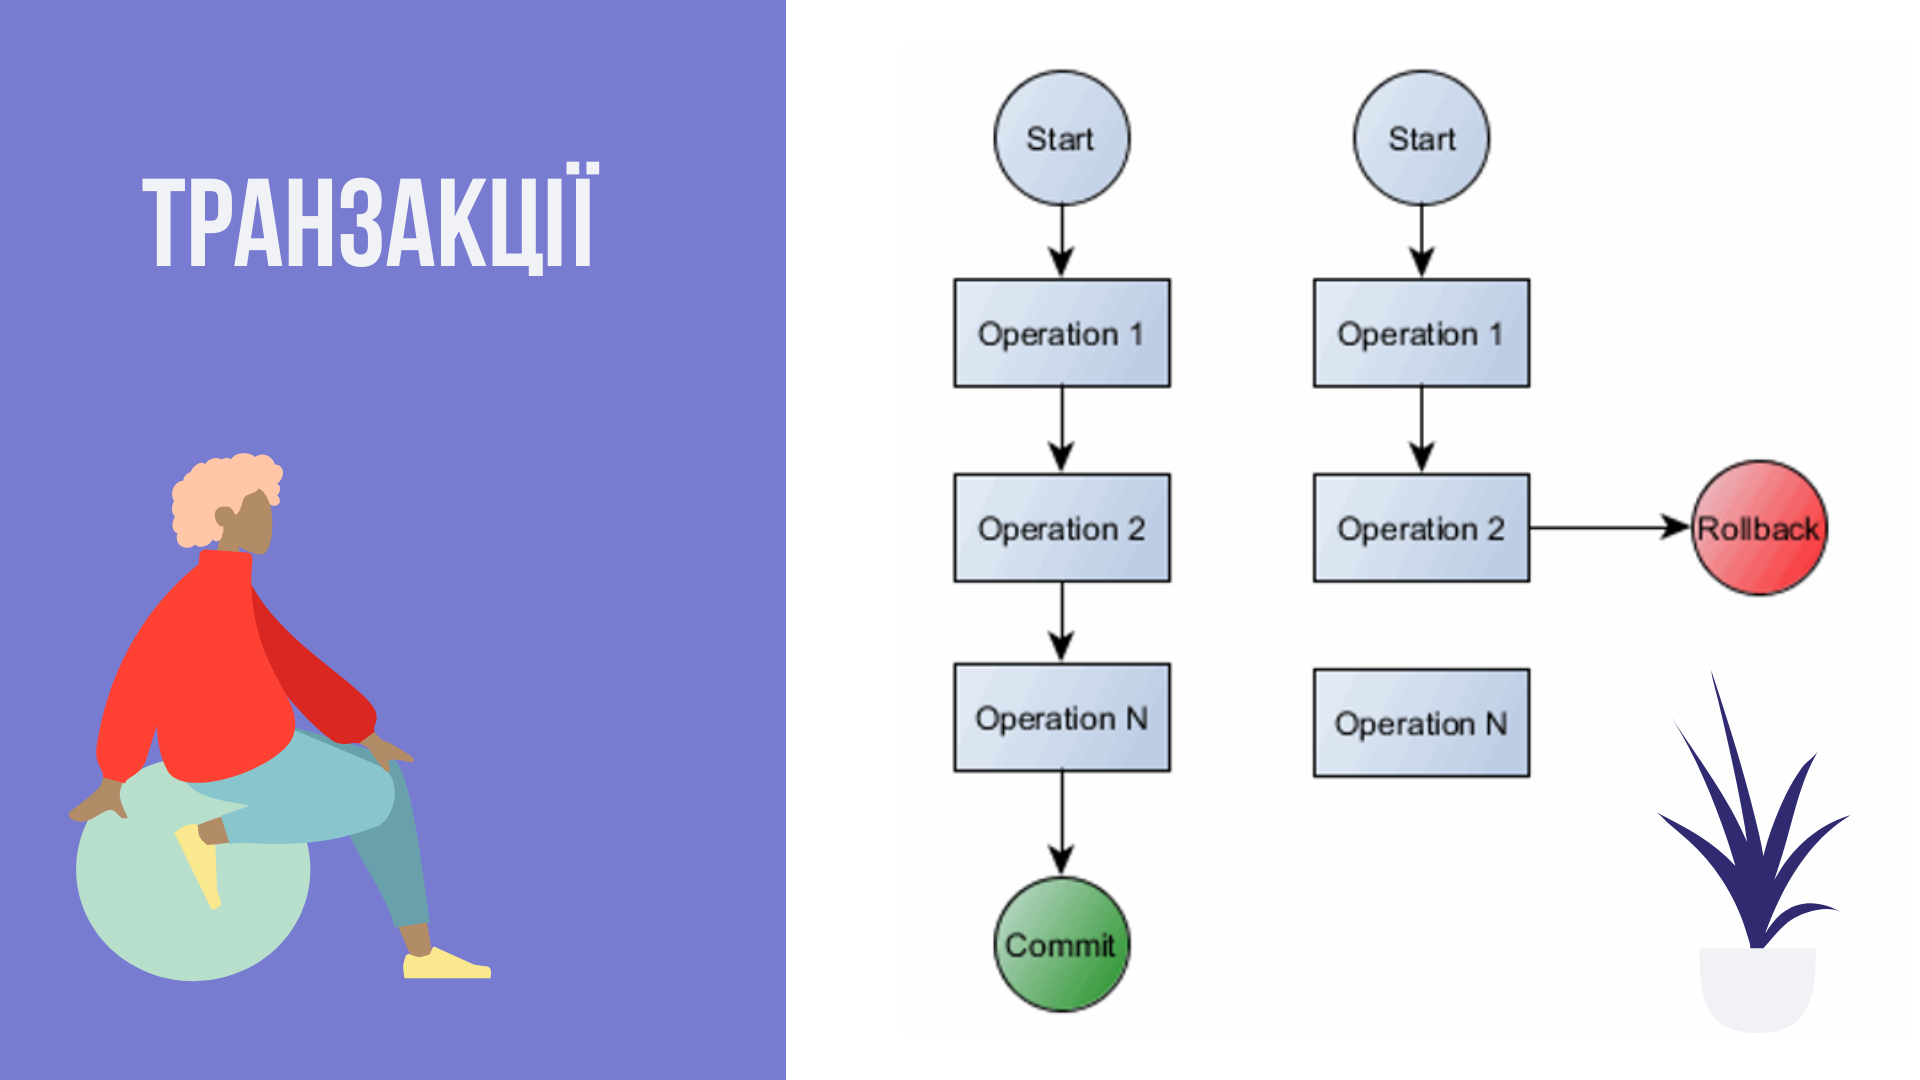 ТРАНЗАКЦІЇ
Start
Operation 1
Operation 2
Operation N
Commit
Start
Operation 1
Operation 2
Rollback
Operation N